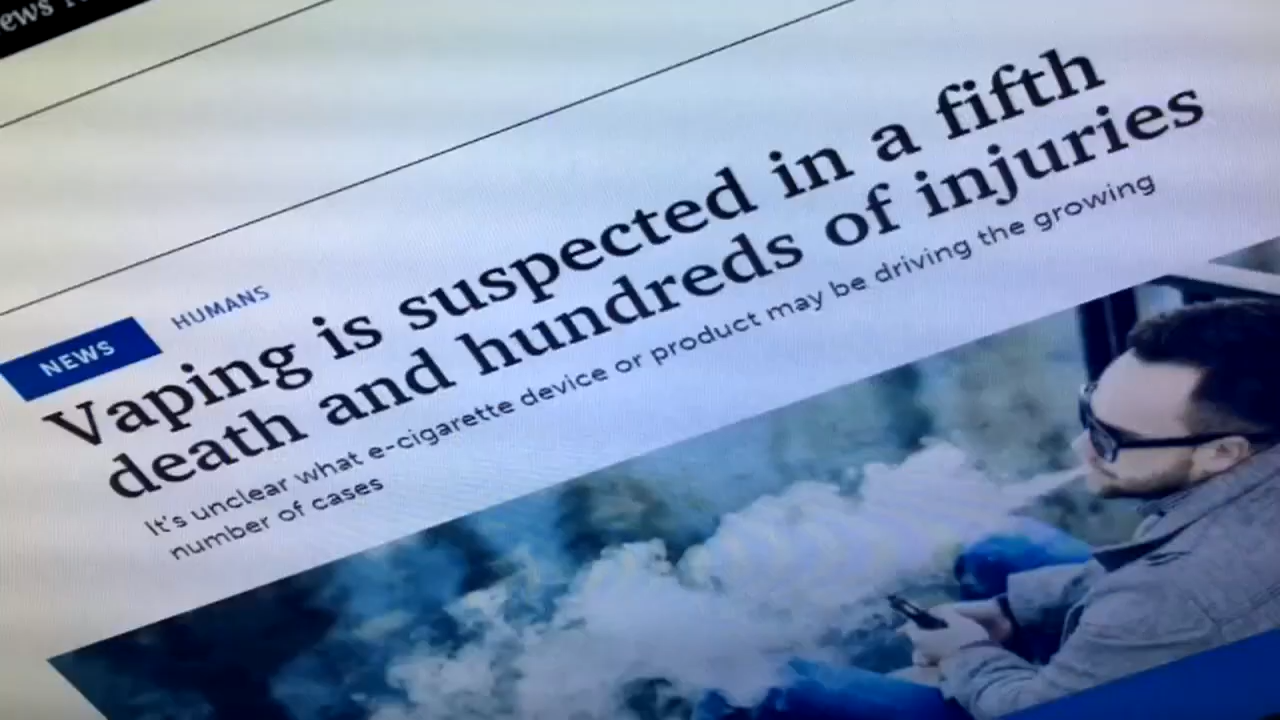 NEWS HUMANS
Vaping is suspected in a fifth
death and hundreds of injuries
It's unclear what e-cigarette device or product may be driving the growing
number of cases